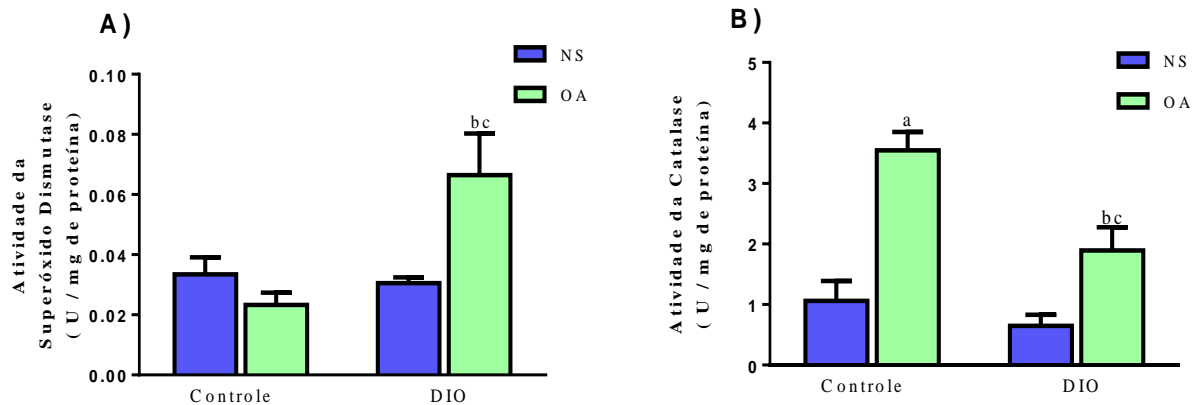 A)
Atividade da
Superóxido Dismutase
(U / mg de proteína)
0.10
0.08
0.06
0.04
0.02
0.00
NS
OA
bc
Controle
DIO
B)
Atividade da Catalase
(U / mg de proteína)
5
4
3
2
1
0
NS
OA
a
bc
Controle
DIO